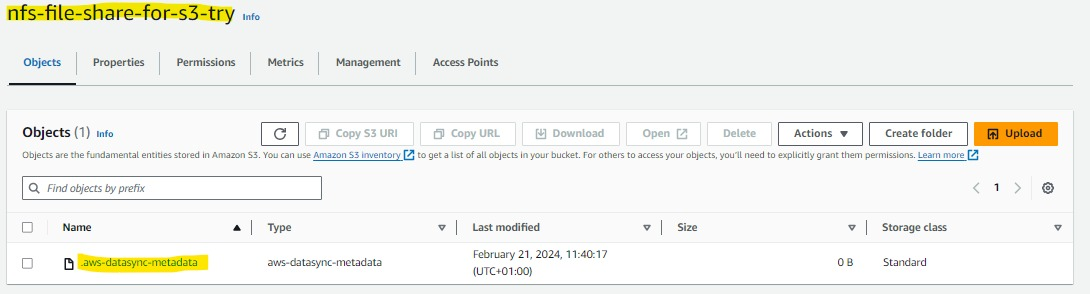 nfs-file-share-for-s3-try Info
Objects Properties Permissions Metrics Management Access Points
Objects (1) Info Copy S3 URI Copy URL Download Open Delete Actions Create folder Upload
Objects are the fundamental entities stored in Amazon S3. You can use Amazon S3 inventory to get a list of all objects in your bucket. For others to access your objects, you'll need to explicitly grant them permissions. Learn more
Find objects by prefix 1
Name Type Last modified Size Storage class
.aws-datasync-metadata aws-datasync-metadata February 21, 2024, 11:40:17 0 B Standard
(UTC+01:00)